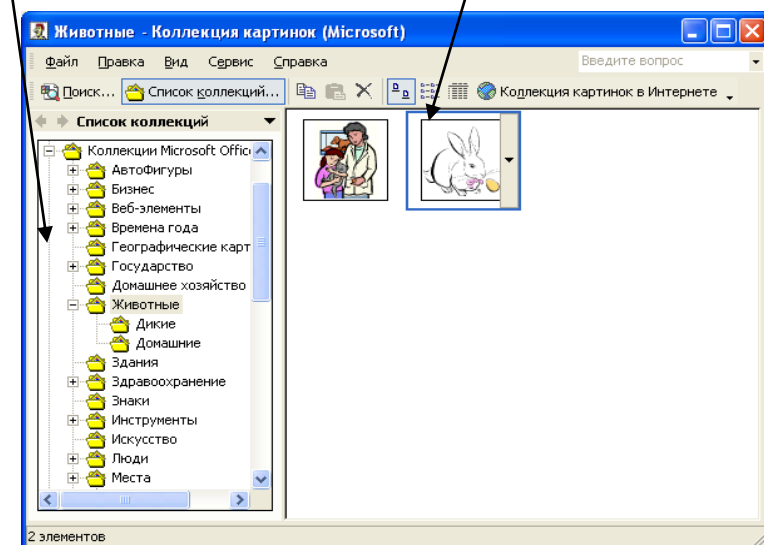 Животные - Коллекция картинок (Microsoft)
Файл Правка Вид Сервис Справка Введите вопрос
Поиск... Список коллекций... Коллекция картинок в Интернете
Список коллекций
Коллекции Microsoft Offic
АвтоФигуры
Бизнес
Веб-элементы
Времена года
Географические карт
Государство
Домашнее хозяйство
Животные
Дикие
Домашние
Здания
Здравоохранение
Знаки
Инструменты
Искусство
Люди
Места
2 элементов